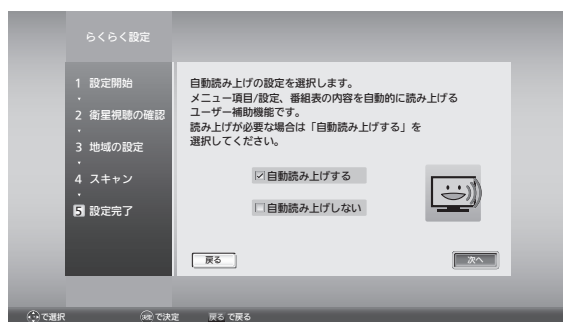 らくらく設定
1 設定開始
2 衛星視聴の確認
3 地域の設定
4 スキャン
5 設定完了
自動読み上げの設定を選択します。
メニュー項目/設定、番組表の内容を自動的に読み上げる
ユーザー補助機能です。
読み上げが必要な場合は「自動読み上げする」を
選択してください。
自動読み上げする
自動読み上げしない
戻る
次へ
で選択 決定 で決定 戻る で戻る